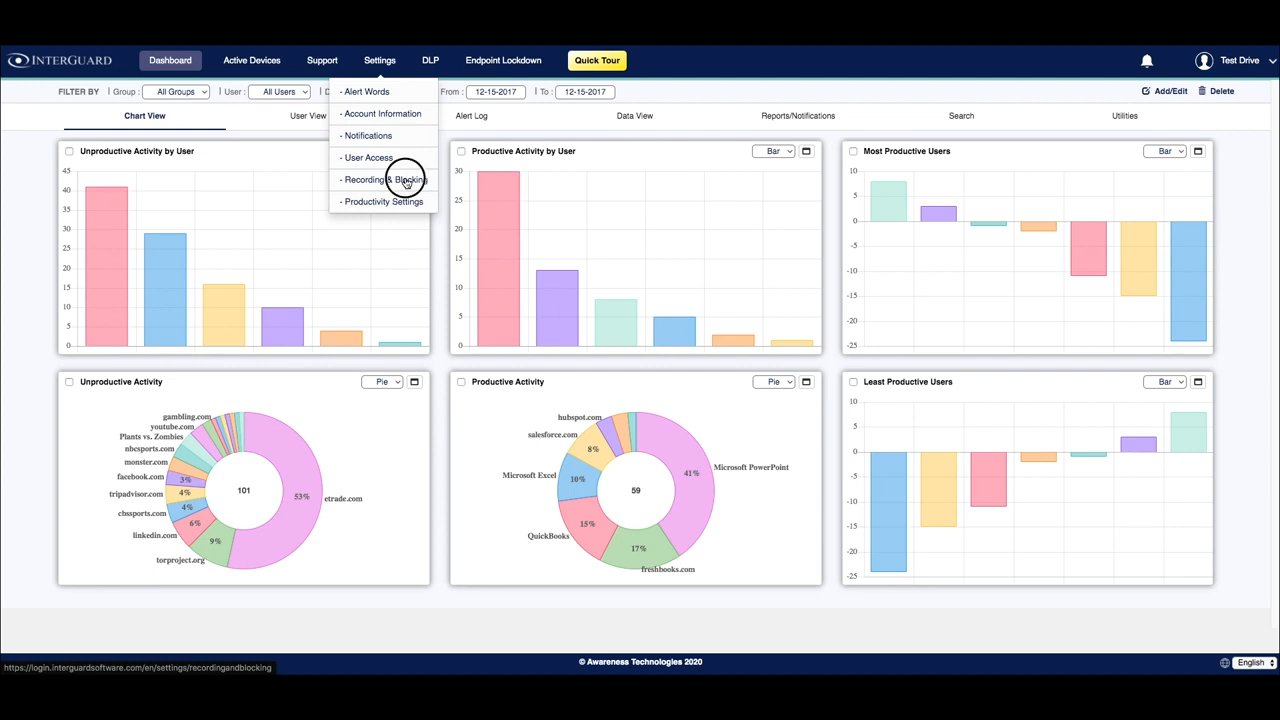 INTERGUARD
Dashboard
Active Devices
Support
Settings
DLP
Endpoint Lockdown
Quick Tour
Test Drive
FILTER BY | Group : All Groups | User : All Users
From : 12-15-2017 | To : 12-15-2017
Add/Edit
Delete
- Alert Words
- Account Information
- Notifications
- User Access
- Recording & Blocking
- Productivity Settings
Chart View
User View
Alert Log
Data View
Reports/Notifications
Search
Utilities
Unproductive Activity by User
45
40
35
30
25
20
15
10
5
0
Productive Activity by User
Bar
30
25
20
15
10
5
0
Most Productive Users
Bar
10
5
0
-5
-10
-15
-20
-25
Unproductive Activity
Pie
gambling.com
youtube.com
Plants vs. Zombies
nbcsports.com
monster.com
facebook.com
tripadvisor.com
cbssports.com
linkedin.com
torproject.org
etrade.com
3%
4%
4%
6%
9%
53%
101
Productive Activity
Pie
hubspot.com
salesforce.com
Microsoft Excel
QuickBooks
freshbooks.com
Microsoft PowerPoint
8%
10%
15%
17%
41%
59
Least Productive Users
Bar
10
5
0
-5
-10
-15
-20
-25
© Awareness Technologies 2020
English
https://login.interguardsoftware.com/en/settings/recordingandblocking